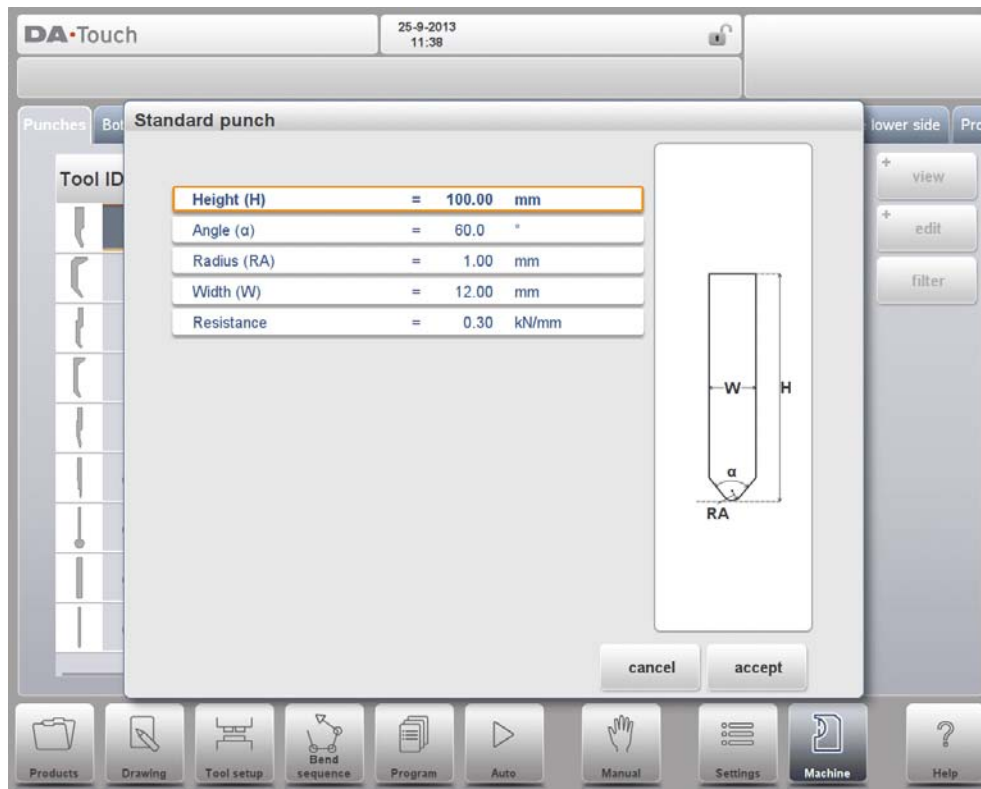 DA·Touch
25-9-2013
11:38
Punches
Bot
lower side
Pro
Standard punch
Tool ID
Height (H) = 100.00 mm
Angle (α) = 60.0 °
Radius (RA) = 1.00 mm
Width (W) = 12.00 mm
Resistance = 0.30 kN/mm
+ view
+ edit
filter
W
H
α
RA
cancel
accept
Products
Drawing
Tool setup
Bend
sequence
Program
Auto
Manual
Settings
Machine
? Help